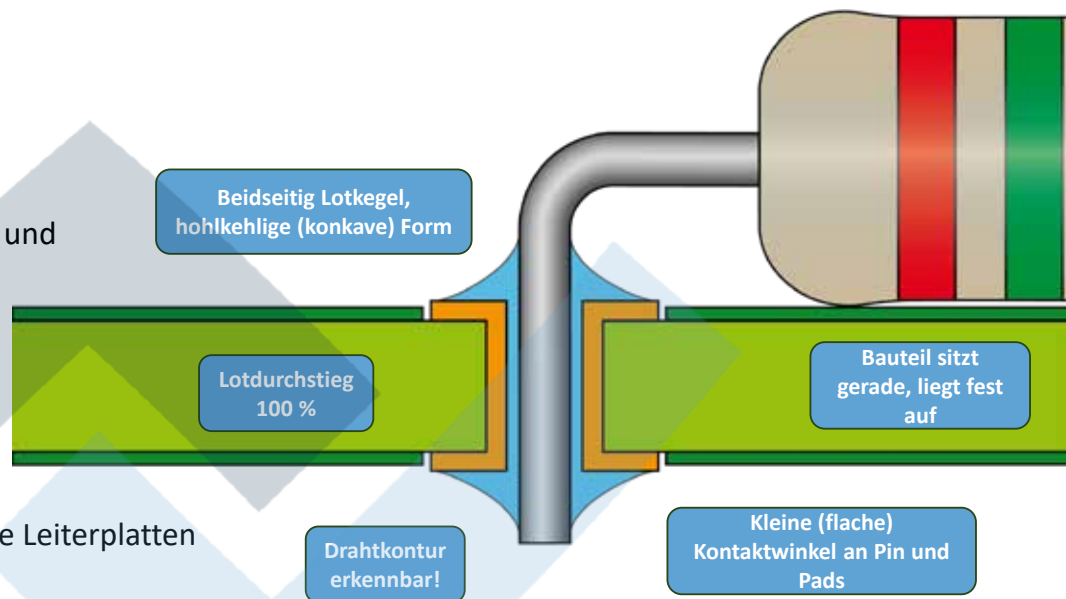 Beidseitig Lotkegel,
hohlkehlige (konkave) Form
und
Lotdurchstieg
100 %
Bauteil sitzt
gerade, liegt fest
auf
e Leiterplatten
Drahtkontur
erkennbar!
Kleine (flache)
Kontaktwinkel an Pin und
Pads